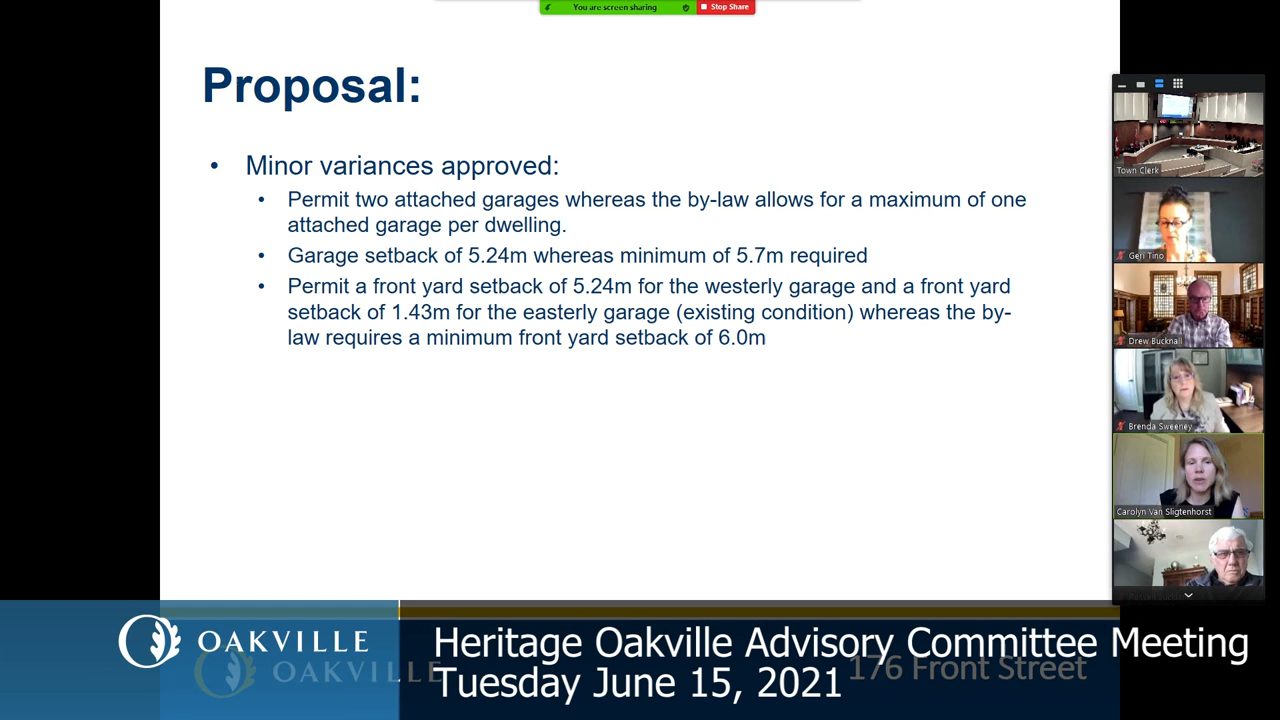 You are screen sharing
Stop Share
Proposal:
• Minor variances approved:
• Permit two attached garages whereas the by-law allows for a maximum of one
attached garage per dwelling.
• Garage setback of 5.24m whereas minimum of 5.7m required
• Permit a front yard setback of 5.24m for the westerly garage and a front yard
setback of 1.43m for the easterly garage (existing condition) whereas the by-
law requires a minimum front yard setback of 6.0m
Town Clerk
Geri Tino
Drew Bucknall
Brenda Sweeney
Carolyn Van Sligtenhorst
OAKVILLE
OAKVILLE
Heritage Oakville Advisory Committee Meeting
176 Front Street
Tuesday June 15, 2021